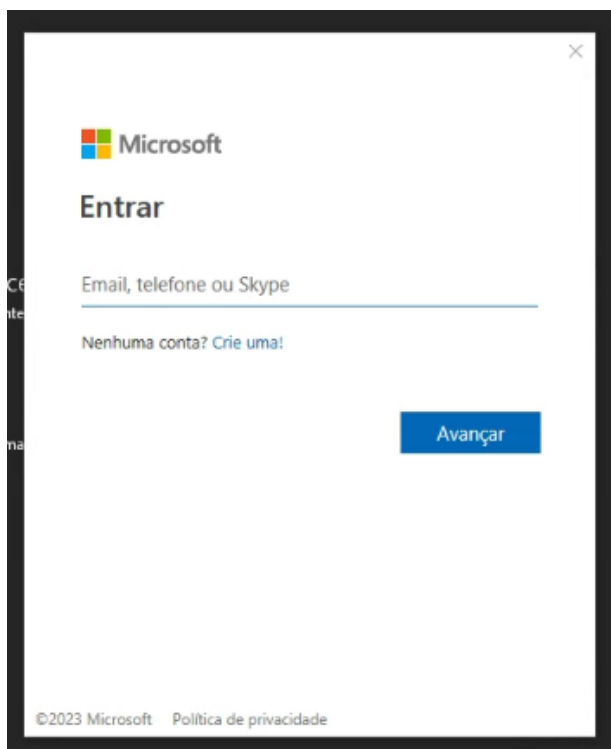 Microsoft
Entrar
Email, telefone ou Skype
Nenhuma conta? Crie uma!
Avançar
©2023 Microsoft Política de privacidade